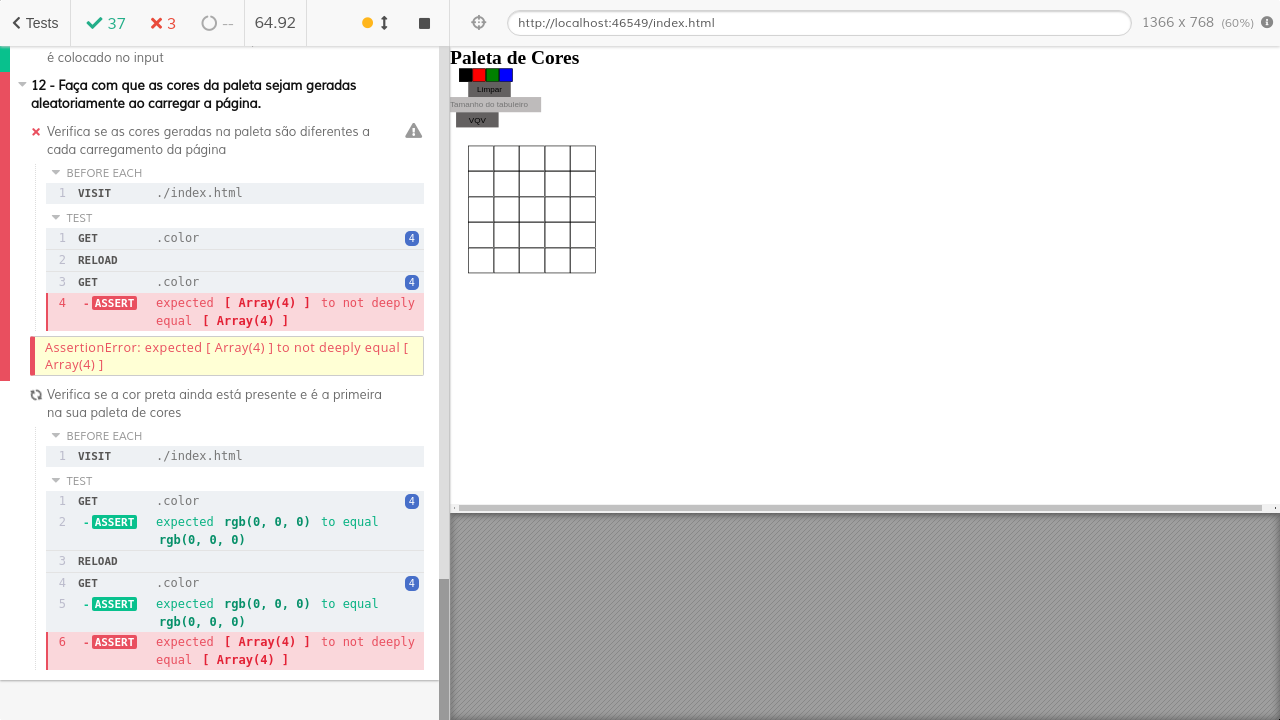 Tests 37 3 -- 64.92
http://localhost:46549/index.html 1366 x 768 (60%)
é colocado no input
12 - Faça com que as cores da paleta sejam geradas
aleatoriamente ao carregar a página.
Verifica se as cores geradas na paleta são diferentes a
cada carregamento da página
BEFORE EACH
1 VISIT ./index.html
TEST
1 GET .color 4
2 RELOAD
3 GET .color 4
4 -ASSERT expected [ Array(4) ] to not deeply
equal [ Array(4) ]
AssertionError: expected [ Array(4) ] to not deeply equal [
Array(4) ]
Verifica se a cor preta ainda está presente e é a primeira
na sua paleta de cores
BEFORE EACH
1 VISIT ./index.html
TEST
1 GET .color 4
2 -ASSERT expected rgb(0, 0, 0) to equal
rgb(0, 0, 0)
3 RELOAD
4 GET .color 4
5 -ASSERT expected rgb(0, 0, 0) to equal
rgb(0, 0, 0)
6 -ASSERT expected [ Array(4) ] to not deeply
equal [ Array(4) ]
Paleta de Cores
Limpar
Tamanho do tabuleiro
VQV